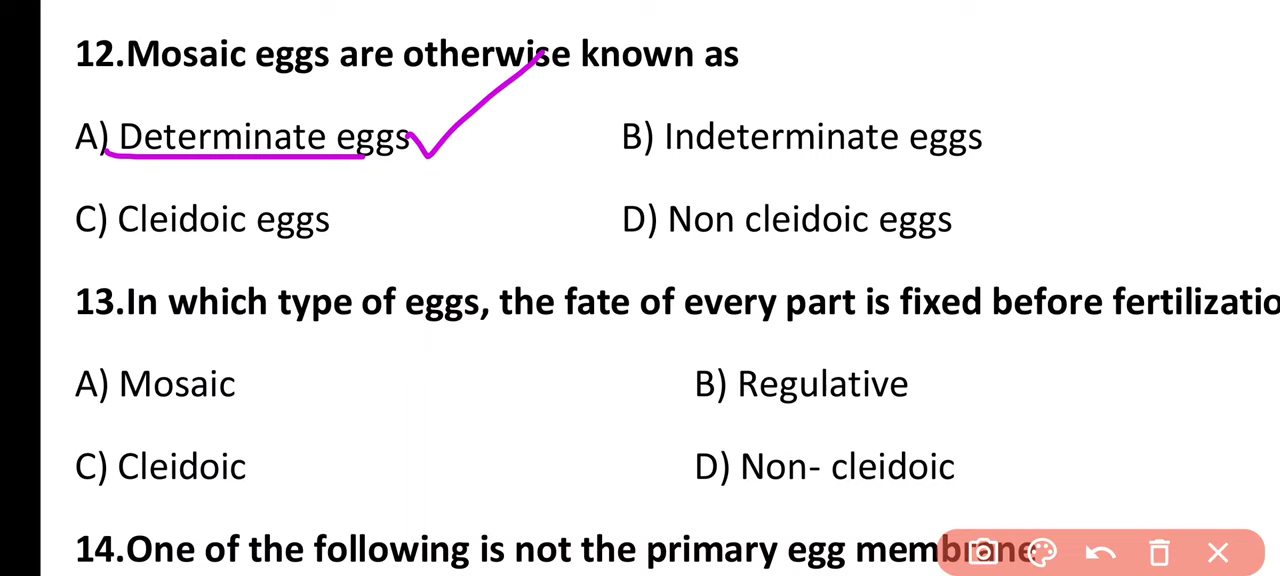 12.Mosaic eggs are otherwise known as
A) Determinate eggs B) Indeterminate eggs
C) Cleidoic eggs D) Non cleidoic eggs
13.In which type of eggs, the fate of every part is fixed before fertilizatio
A) Mosaic B) Regulative
C) Cleidoic D) Non- cleidoic
14.One of the following is not the primary egg membrane